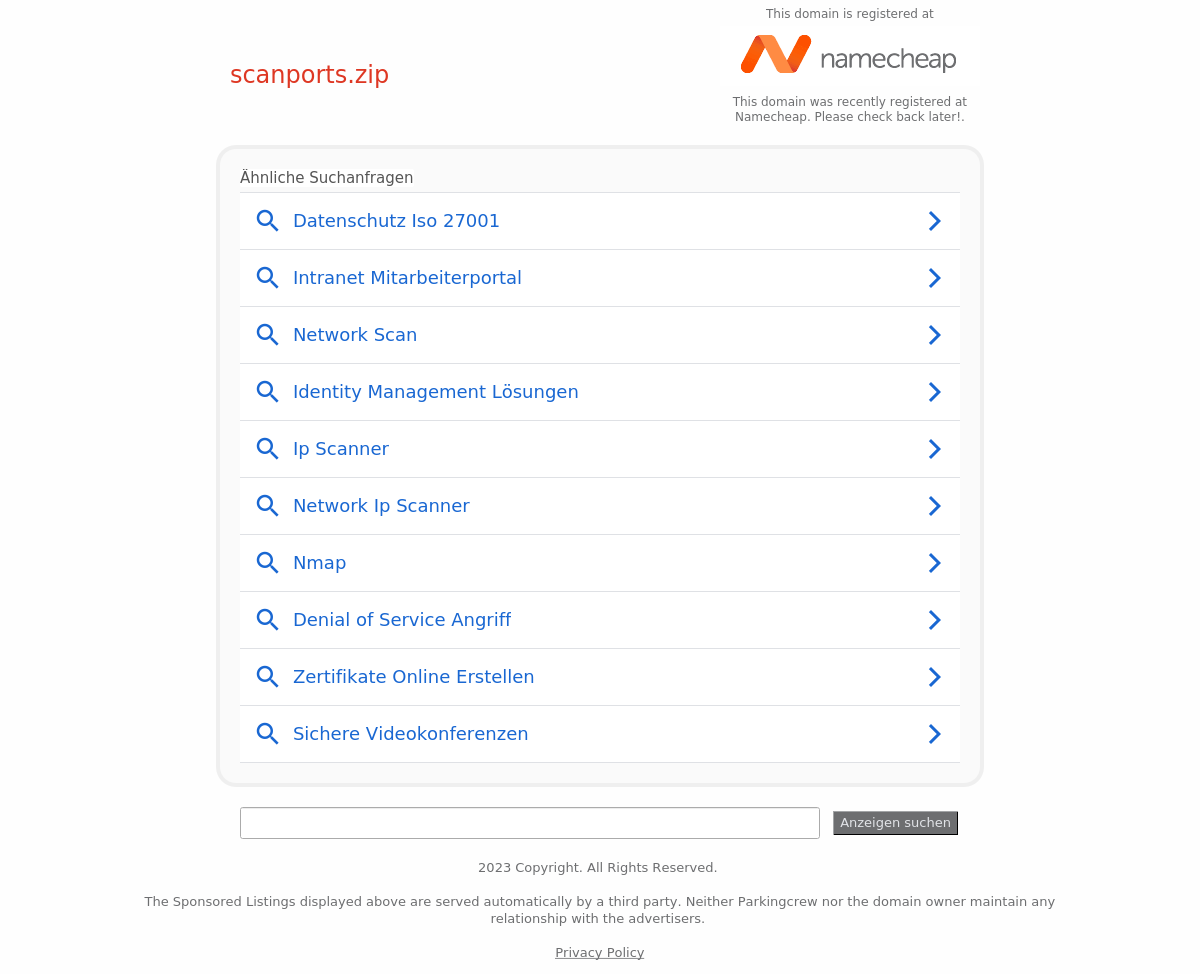 This domain is registered at
scanports.zip
namecheap
This domain was recently registered at
Namecheap. Please check back later!.
Ähnliche Suchanfragen
Datenschutz Iso 27001
Intranet Mitarbeiterportal
Network Scan
Identity Management Lösungen
Ip Scanner
Network Ip Scanner
Nmap
Denial of Service Angriff
Zertifikate Online Erstellen
Sichere Videokonferenzen
Anzeigen suchen
2023 Copyright. All Rights Reserved.
The Sponsored Listings displayed above are served automatically by a third party. Neither Parkingcrew nor the domain owner maintain any
relationship with the advertisers.
Privacy Policy